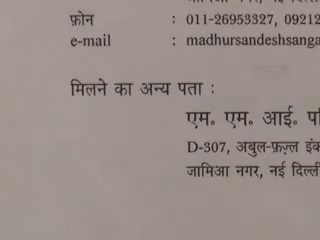 फ़ोन : 011-26953327, 09212
e-mail : madhursandeshsanga
मिलने का अन्य पता :
एम॰ एम॰ आई॰
D-307, अबुल-फ़ज़्ल
जामिआ नगर, नई दिल्ली